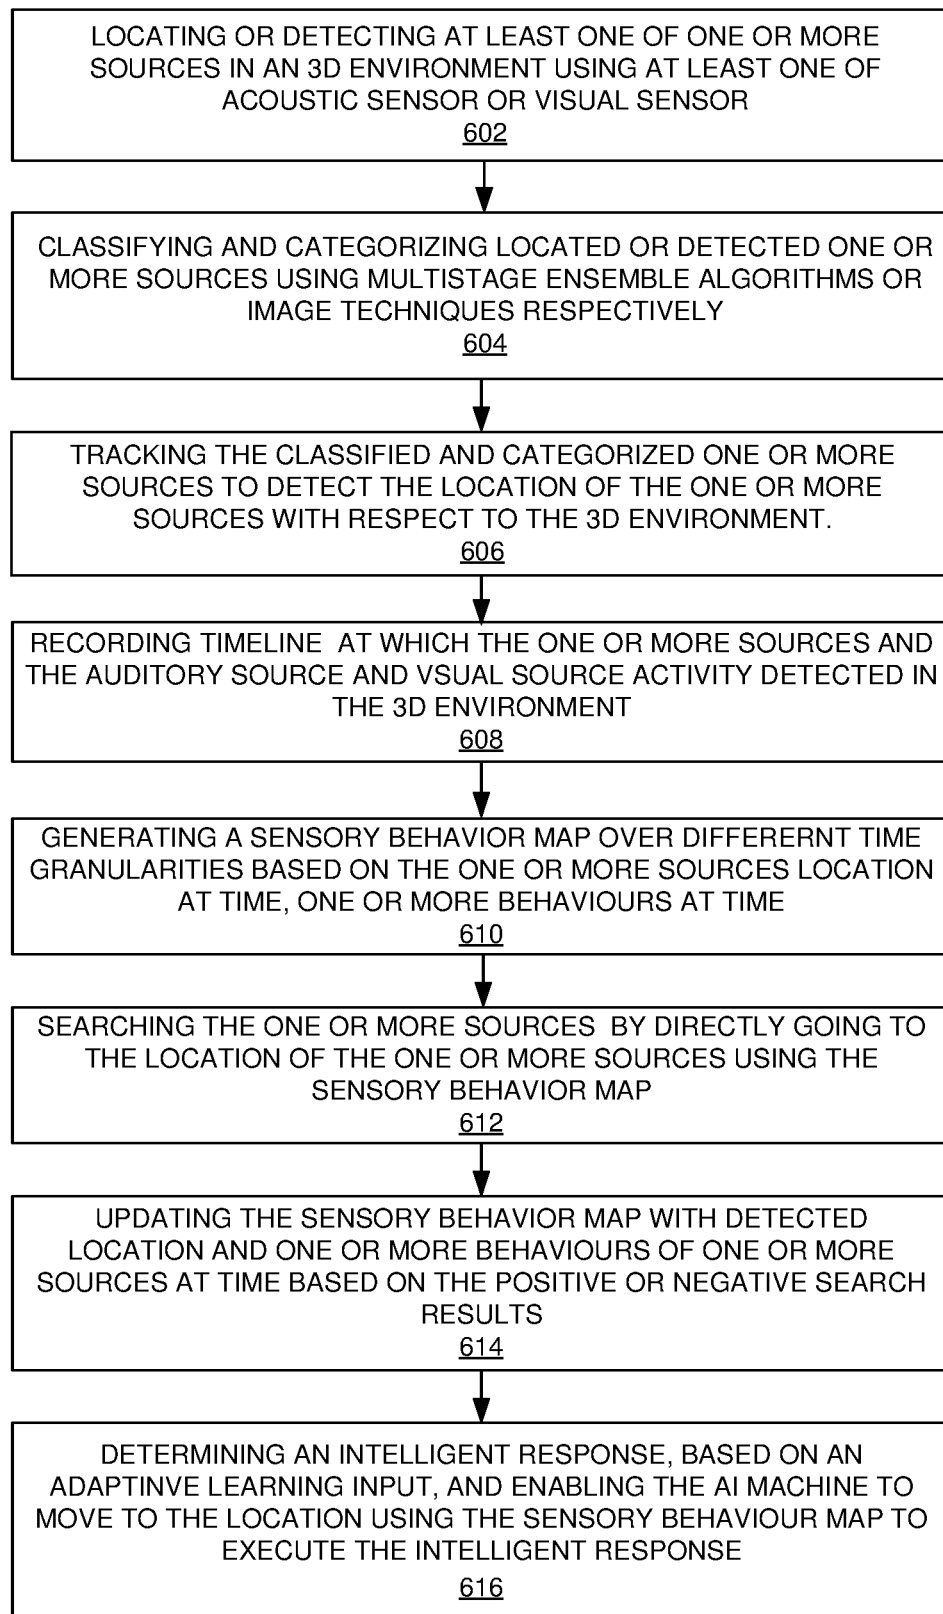 LOCATING OR DETECTING AT LEAST ONE OF ONE OR MORE
SOURCES IN AN 3D ENVIRONMENT USING AT LEAST ONE OF
ACOUSTIC SENSOR OR VISUAL SENSOR
602
CLASSIFYING AND CATEGORIZING LOCATED OR DETECTED ONE OR
MORE SOURCES USING MULTISTAGE ENSEMBLE ALGORITHMS OR
IMAGE TECHNIQUES RESPECTIVELY
604
TRACKING THE CLASSIFIED AND CATEGORIZED ONE OR MORE
SOURCES TO DETECT THE LOCATION OF THE ONE OR MORE
SOURCES WITH RESPECT TO THE 3D ENVIRONMENT.
606
RECORDING TIMELINE AT WHICH THE ONE OR MORE SOURCES AND
THE AUDITORY SOURCE AND VSUAL SOURCE ACTIVITY DETECTED IN
THE 3D ENVIRONMENT
608
GENERATING A SENSORY BEHAVIOR MAP OVER DIFFERERNT TIME
GRANULARITIES BASED ON THE ONE OR MORE SOURCES LOCATION
AT TIME, ONE OR MORE BEHAVIOURS AT TIME
610
SEARCHING THE ONE OR MORE SOURCES BY DIRECTLY GOING TO
THE LOCATION OF THE ONE OR MORE SOURCES USING THE
SENSORY BEHAVIOR MAP
612
UPDATING THE SENSORY BEHAVIOR MAP WITH DETECTED
LOCATION AND ONE OR MORE BEHAVIOURS OF ONE OR MORE
SOURCES AT TIME BASED ON THE POSITIVE OR NEGATIVE SEARCH
RESULTS
614
DETERMINING AN INTELLIGENT RESPONSE, BASED ON AN
ADAPTINVE LEARNING INPUT, AND ENABLING THE AI MACHINE TO
MOVE TO THE LOCATION USING THE SENSORY BEHAVIOUR MAP TO
EXECUTE THE INTELLIGENT RESPONSE
616